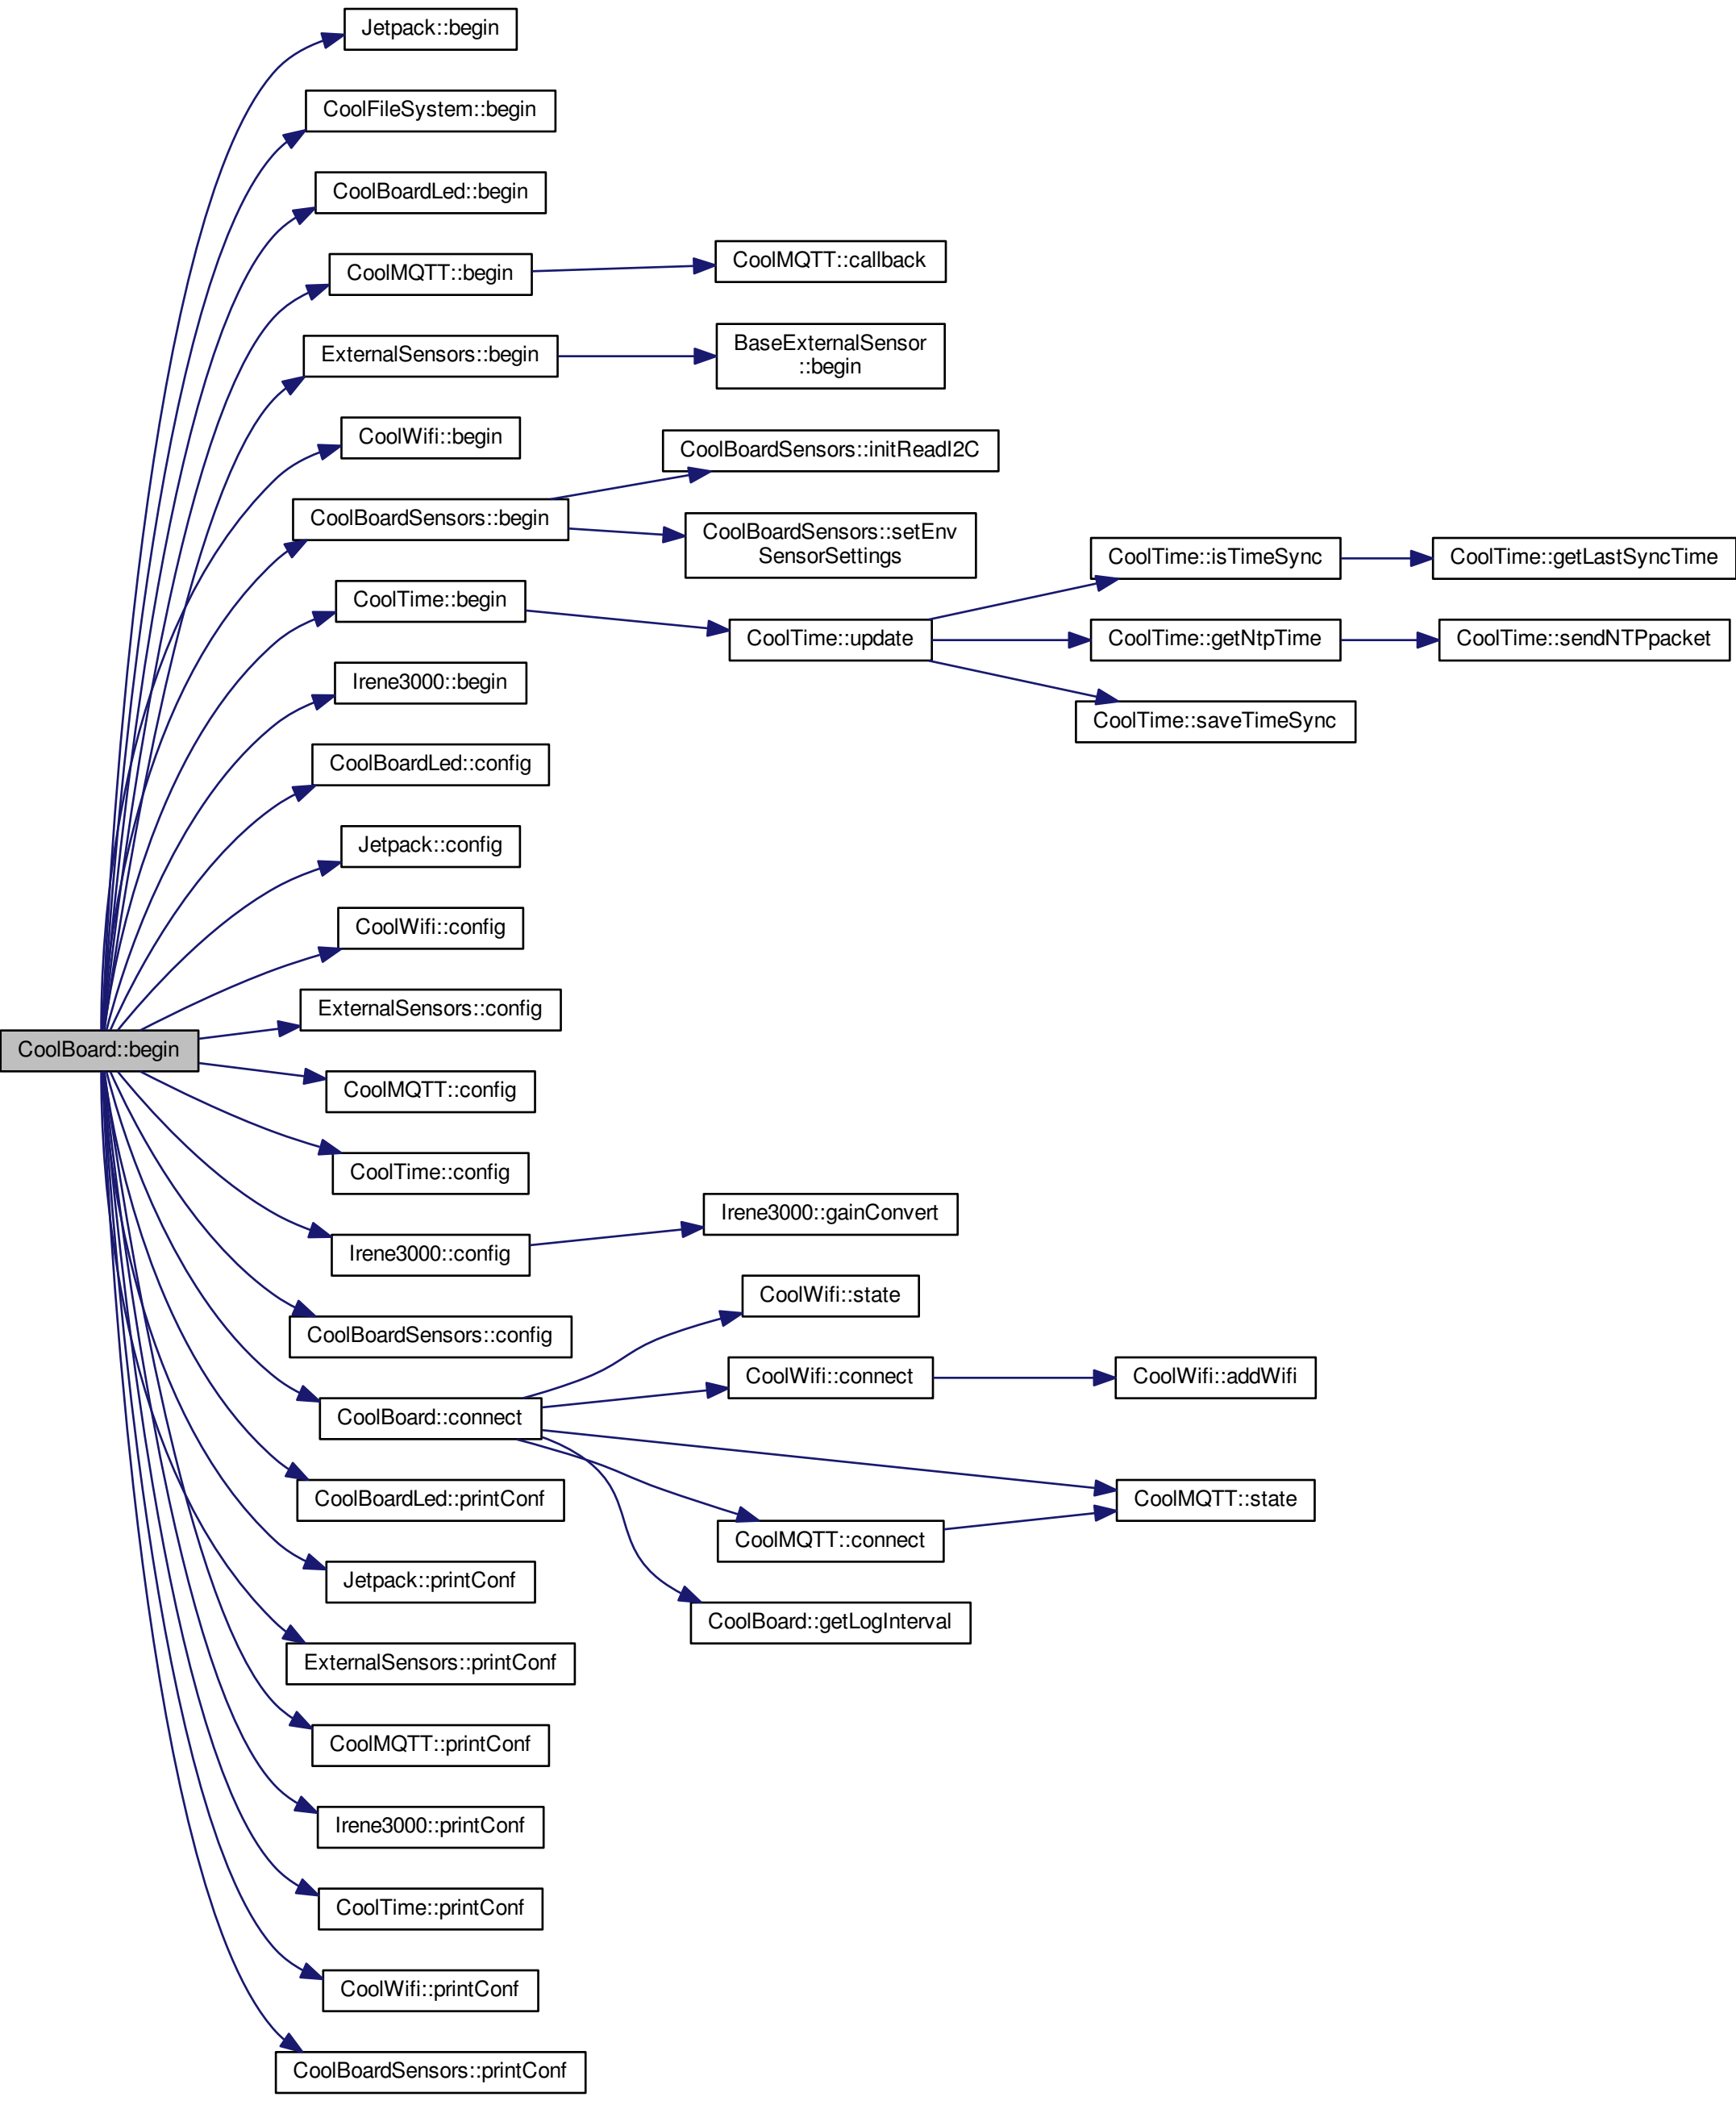 Jetpack::begin
CoolFileSystem::begin
CoolBoardLed::begin
CoolMQTT::begin
CoolMQTT::callback
ExternalSensors::begin
BaseExternalSensor
::begin
CoolWifi::begin
CoolBoardSensors::initReadI2C
CoolBoardSensors::begin
CoolBoardSensors::setEnv
SensorSettings
CoolTime::isTimeSync
CoolTime::getLastSyncTime
CoolTime::begin
CoolTime::update
CoolTime::getNtpTime
CoolTime::sendNTPpacket
Irene3000::begin
CoolTime::saveTimeSync
CoolBoardLed::config
Jetpack::config
CoolWifi::config
ExternalSensors::config
CoolBoard::begin
CoolMQTT::config
CoolTime::config
Irene3000::gainConvert
Irene3000::config
CoolWifi::state
CoolBoardSensors::config
CoolWifi::connect
CoolWifi::addWifi
CoolBoard::connect
CoolBoardLed::printConf
CoolMQTT::state
CoolMQTT::connect
Jetpack::printConf
CoolBoard::getLogInterval
ExternalSensors::printConf
CoolMQTT::printConf
Irene3000::printConf
CoolTime::printConf
CoolWifi::printConf
CoolBoardSensors::printConf